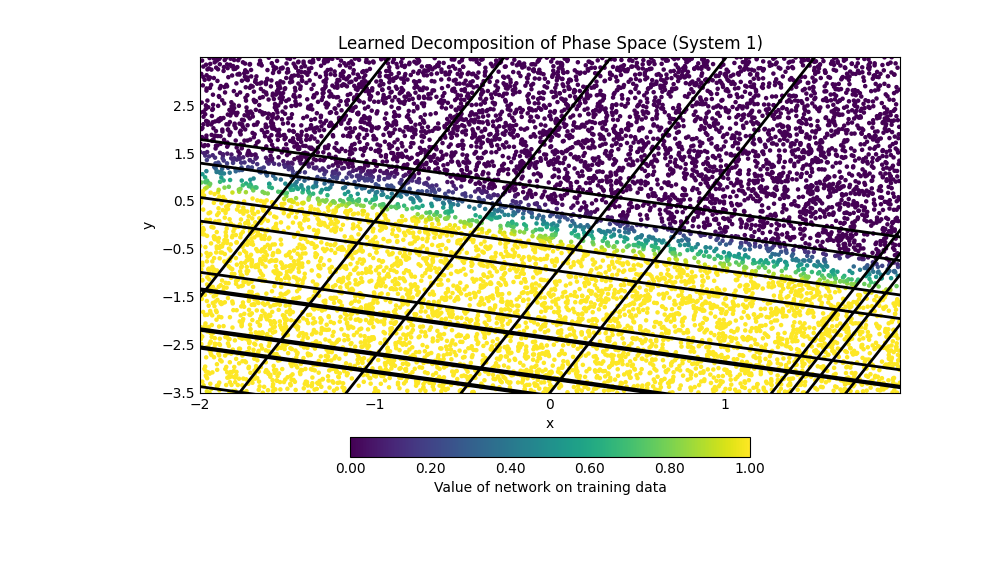 Learned Decomposition of Phase Space (System 1)
y
2.5
1.5
0.5
−0.5
−1.5
−2.5
−3.5
−2 −1 0 1
x
0.00 0.20 0.40 0.60 0.80 1.00
Value of network on training data